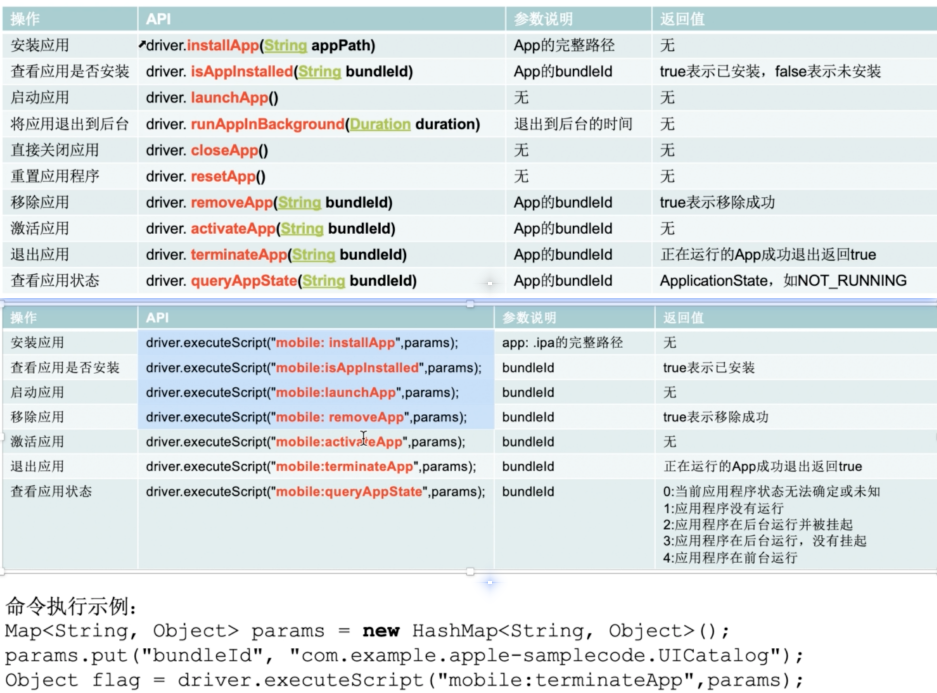 操作 API 参数说明 返回值
安装应用 driver.installApp(String appPath) App的完整路径 无
查看应用是否安装 driver. isAppInstalled(String bundleId) App的bundleId true表示已安装，false表示未安装
启动应用 driver. launchApp() 无 无
将应用退出到后台 driver. runAppInBackground(Duration duration) 退出到后台的时间 无
直接关闭应用 driver. closeApp() 无 无
重置应用程序 driver. resetApp() 无 无
移除应用 driver. removeApp(String bundleId) App的bundleId true表示移除成功
激活应用 driver. activateApp(String bundleId) App的bundleId 无
退出应用 driver. terminateApp(String bundleId) App的bundleId 正在运行的App成功退出返回true
查看应用状态 driver. queryAppState(String bundleId) App的bundleId ApplicationState，如NOT_RUNNING
操作 API 参数说明 返回值
安装应用 driver.executeScript("mobile: installApp",params); app: .ipa的完整路径 无
查看应用是否安装 driver.executeScript("mobile:isAppInstalled",params); bundleId true表示已安装
启动应用 driver.executeScript("mobile:launchApp",params); bundleId 无
移除应用 driver.executeScript("mobile: removeApp",params); bundleId true表示移除成功
激活应用 driver.executeScript("mobile:activateApp",params); bundleId 无
退出应用 driver.executeScript("mobile:terminateApp",params); bundleId 正在运行的App成功退出返回true
查看应用状态 driver.executeScript("mobile:queryAppState",params); bundleId 0:当前应用程序状态无法确定或未知
1:应用程序没有运行
2:应用程序在后台运行并被挂起
3:应用程序在后台运行，没有挂起
4:应用程序在前台运行
命令执行示例：
Map<String, Object> params = new HashMap<String, Object>();
params.put("bundleId", "com.example.apple-samplecode.UICatalog");
Object flag = driver.executeScript("mobile:terminateApp",params);